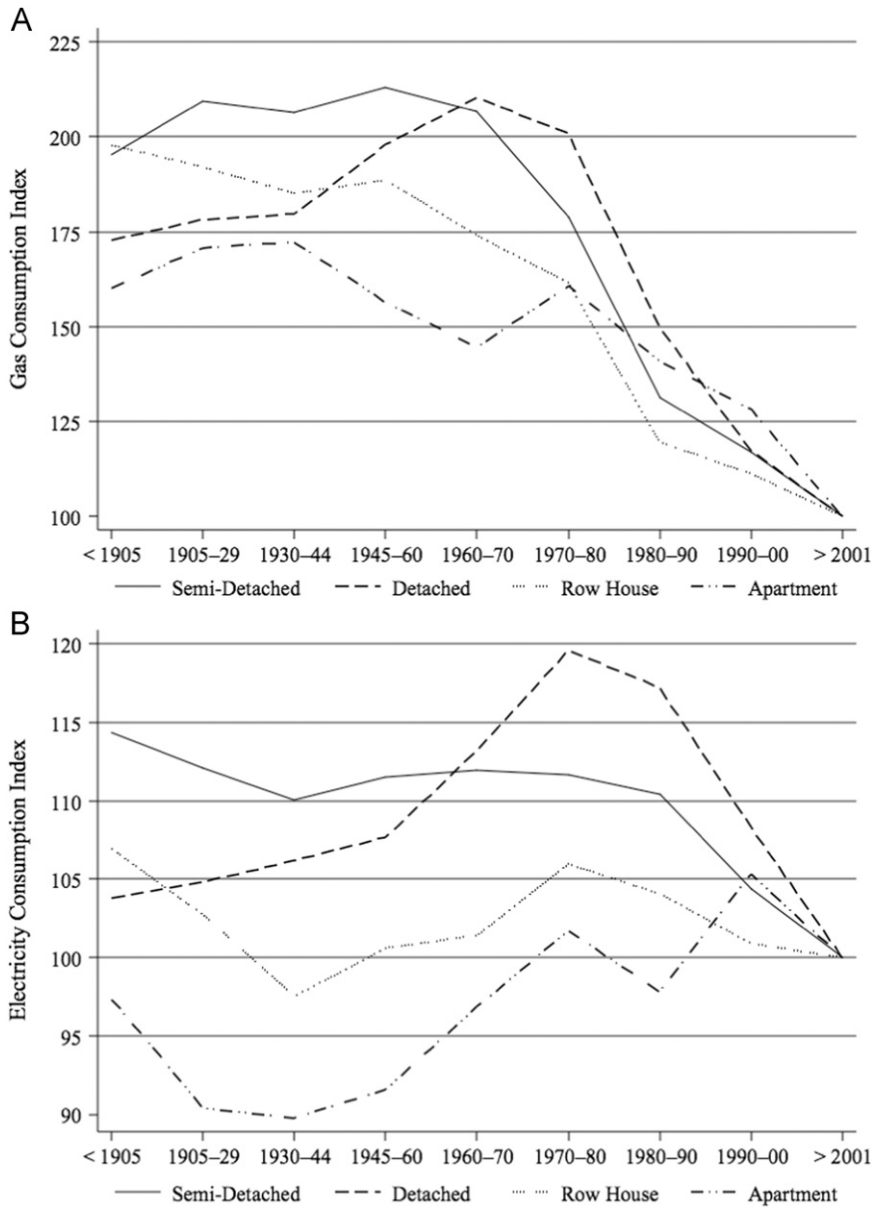 A
225
200
175
150
125
100
Gas Consumption Index
< 1905 1905–29 1930–44 1945–60 1960–70 1970–80 1980–90 1990–00 > 2001
Semi-Detached Detached Row House Apartment
B
120
115
110
105
100
95
90
Electricity Consumption Index
< 1905 1905–29 1930–44 1945–60 1960–70 1970–80 1980–90 1990–00 > 2001
Semi-Detached Detached Row House Apartment